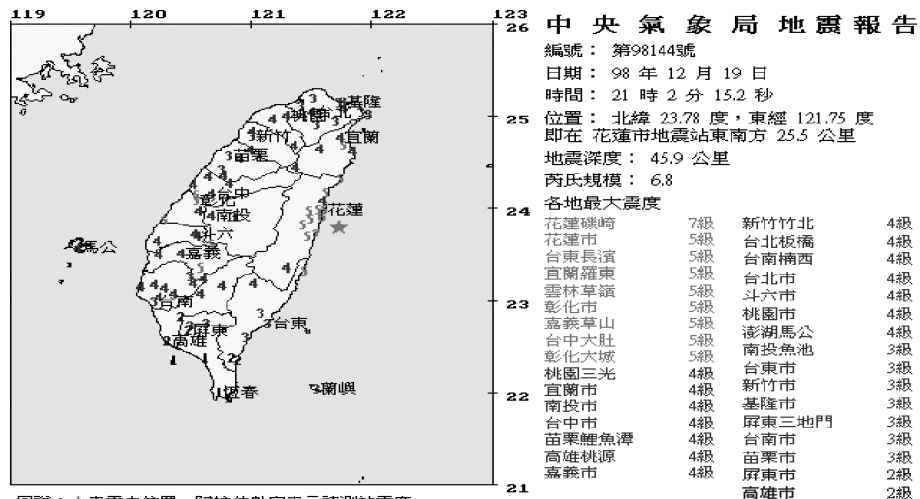 119 120 121 122 123
26
25
24
23
22
21
基隆
台北
桃園
新竹
宜蘭
苗栗
台中
彰化
南投
花蓮
斗六
馬公
嘉義
台南
台東
屏東
高雄
恆春
蘭嶼
中央氣象局地震報告
編號： 第98144號
日期： 98 年 12 月 19 日
時間： 21 時 2 分 15.2 秒
位置： 北緯 23.78 度，東經 121.75 度
即在 花蓮市地震站東南方 25.5 公里
地震深度： 45.9 公里
芮氏規模： 6.8
各地最大震度
花蓮磯崎 7級
花蓮市 5級
台東長濱 5級
宜蘭羅東 5級
雲林草嶺 5級
彰化市 5級
嘉義草山 5級
台中大肚 5級
彰化大城 5級
桃園三光 4級
宜蘭市 4級
南投市 4級
台中市 4級
苗栗鯉魚潭 4級
高雄桃源 4級
嘉義市 4級
新竹竹北 4級
台北板橋 4級
台南楠西 4級
台北市 4級
斗六市 4級
桃園市 4級
澎湖馬公 4級
南投魚池 3級
台東市 3級
新竹市 3級
基隆市 3級
屏東三地門 3級
台南市 3級
苗栗市 3級
屏東市 2級
高雄市 2級